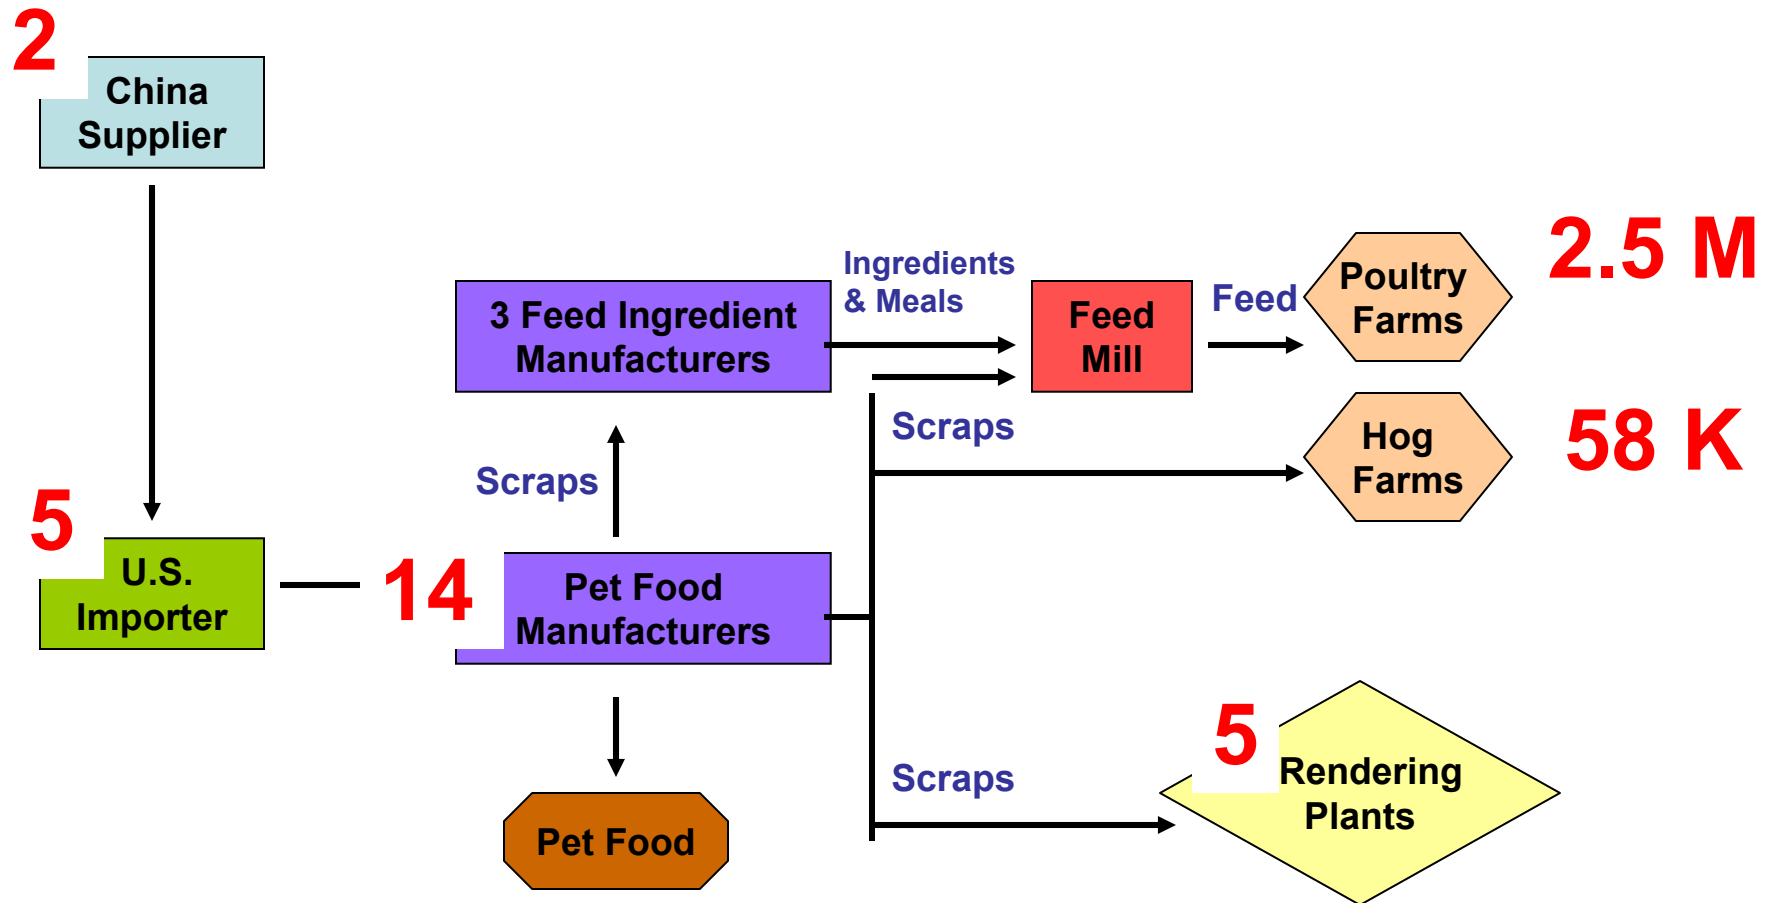 2
China
Supplier
5
U.S.
Importer
14
Pet Food
Manufacturers
Scraps
3 Feed Ingredient
Manufacturers
Ingredients
& Meals
Feed
Mill
Feed
Poultry
Farms
2.5 M
Scraps
Hog
Farms
58 K
Scraps
5
Rendering
Plants
Pet Food